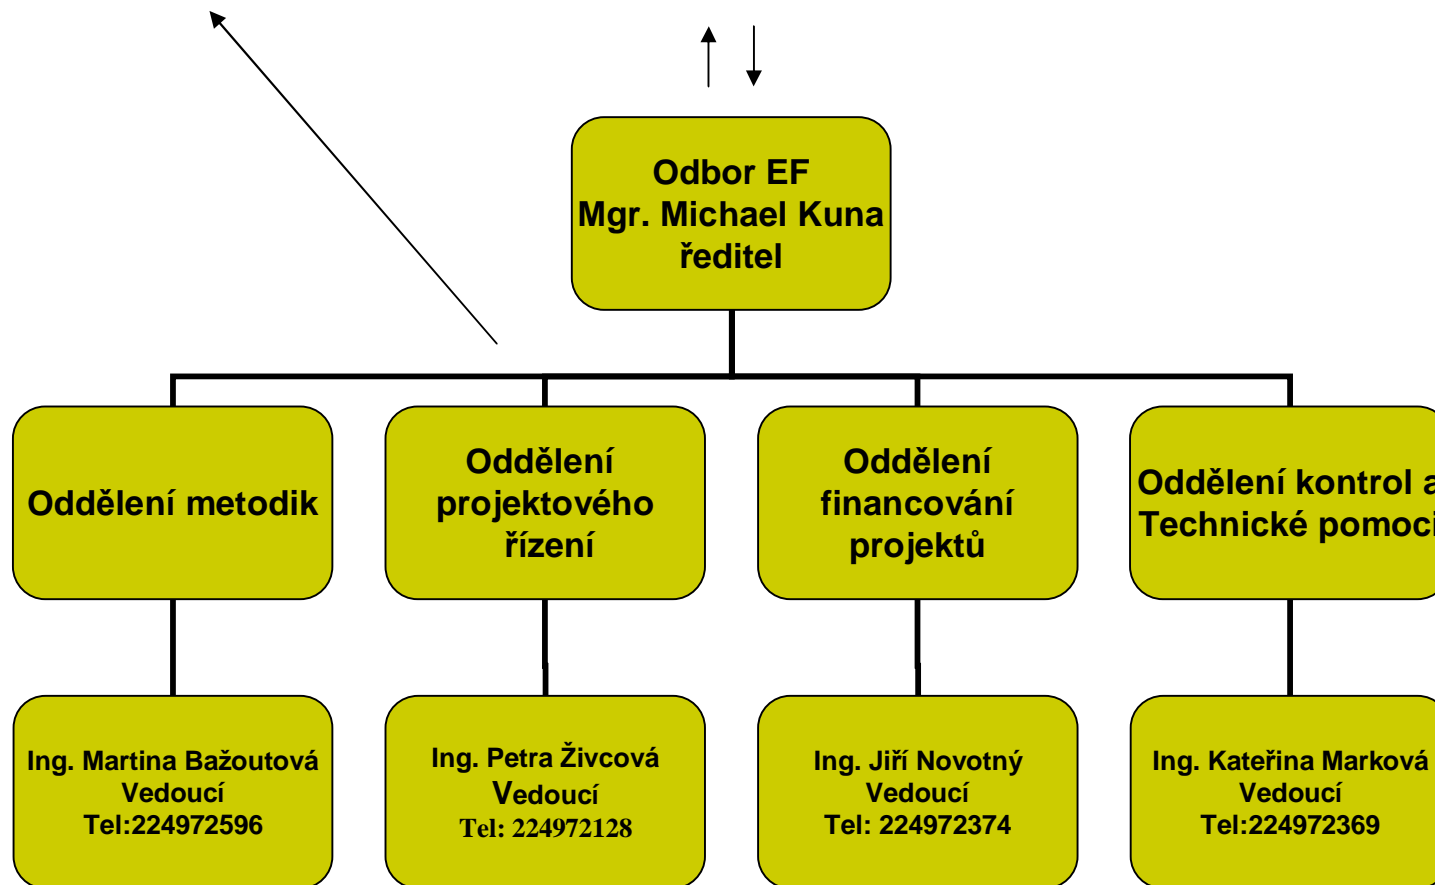 Odbor EF
Mgr. Michael Kuna
ředitel
Oddělení metodik
Oddělení
projektového
řízení
Oddělení
financování
projektů
Oddělení kontrol a
Technické pomoci
Ing. Martina Bažoutová
Vedoucí
Tel:224972596
Ing. Petra Živcová
Vedoucí
Tel: 224972128
Ing. Jiří Novotný
Vedoucí
Tel: 224972374
Ing. Kateřina Marková
Vedoucí
Tel:224972369